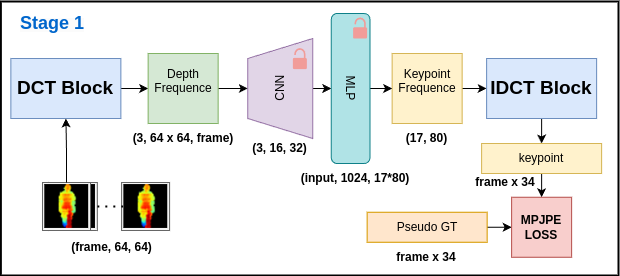 Stage 1
DCT Block
Depth
Frequence
CNN
MLP
Keypoint
Frequence
IDCT Block
(3, 64 x 64, frame)
(3, 16, 32)
(17, 80)
(input, 1024, 17*80)
keypoint
frame x 34
(frame, 64, 64)
Pseudo GT
frame x 34
MPJPE
LOSS